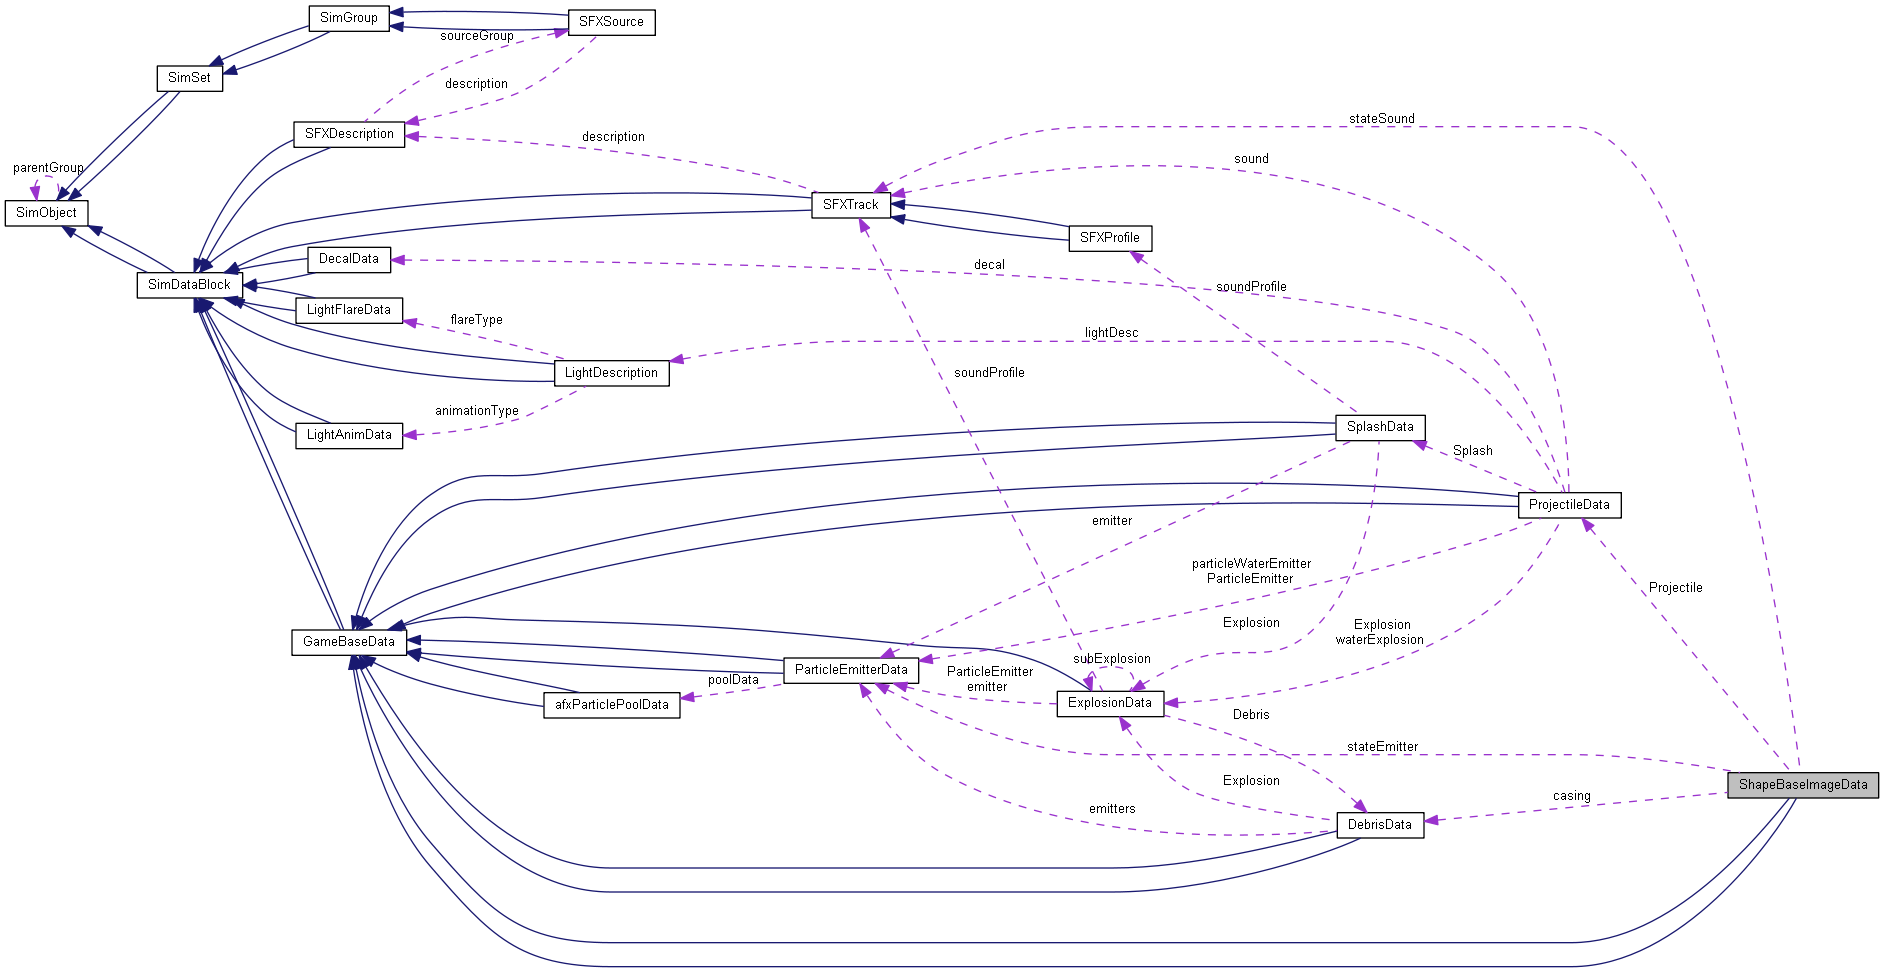 SimGroup
SFXSource
sourceGroup
SimSet
description
stateSound
SFXDescription
description
sound
parentGroup
SimObject
SFXTrack
SFXProfile
DecalData
decal
SimDataBlock
soundProfile
LightFlareData
flareType
lightDesc
LightDescription
soundProfile
animationType
LightAnimData
SplashData
Splash
ProjectileData
emitter
particleWaterEmitter
ParticleEmitter
Projectile
Explosion
Explosion
waterExplosion
GameBaseData
subExplosion
ParticleEmitterData
ParticleEmitter
emitter
poolData
afxParticlePoolData
ExplosionData
Debris
stateEmitter
Explosion
ShapeBaseImageData
casing
emitters
DebrisData